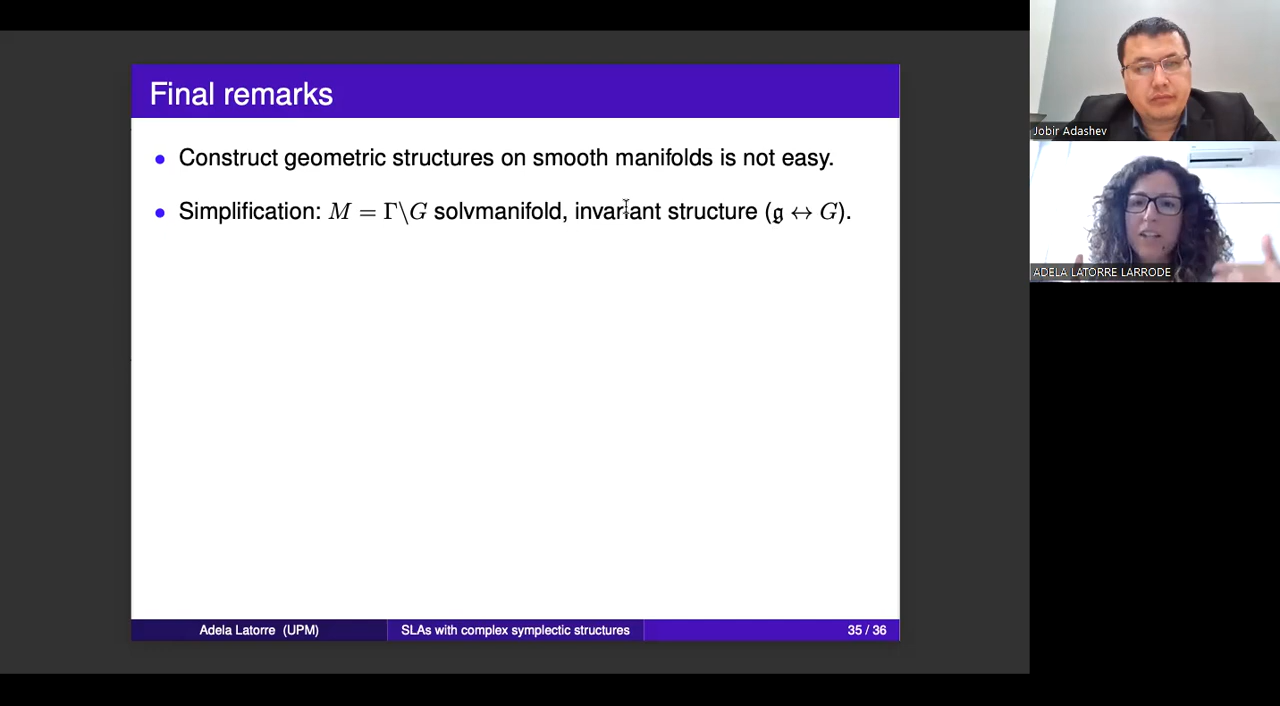 Final remarks
• Construct geometric structures on smooth manifolds is not easy.
• Simplification: M = Γ\G solvmanifold, invariant structure (𝔤 ↔ G).
Adela Latorre (UPM)
SLAs with complex symplectic structures
35 / 36
Jobir Adashev
ADELA LATORRE LARRODE